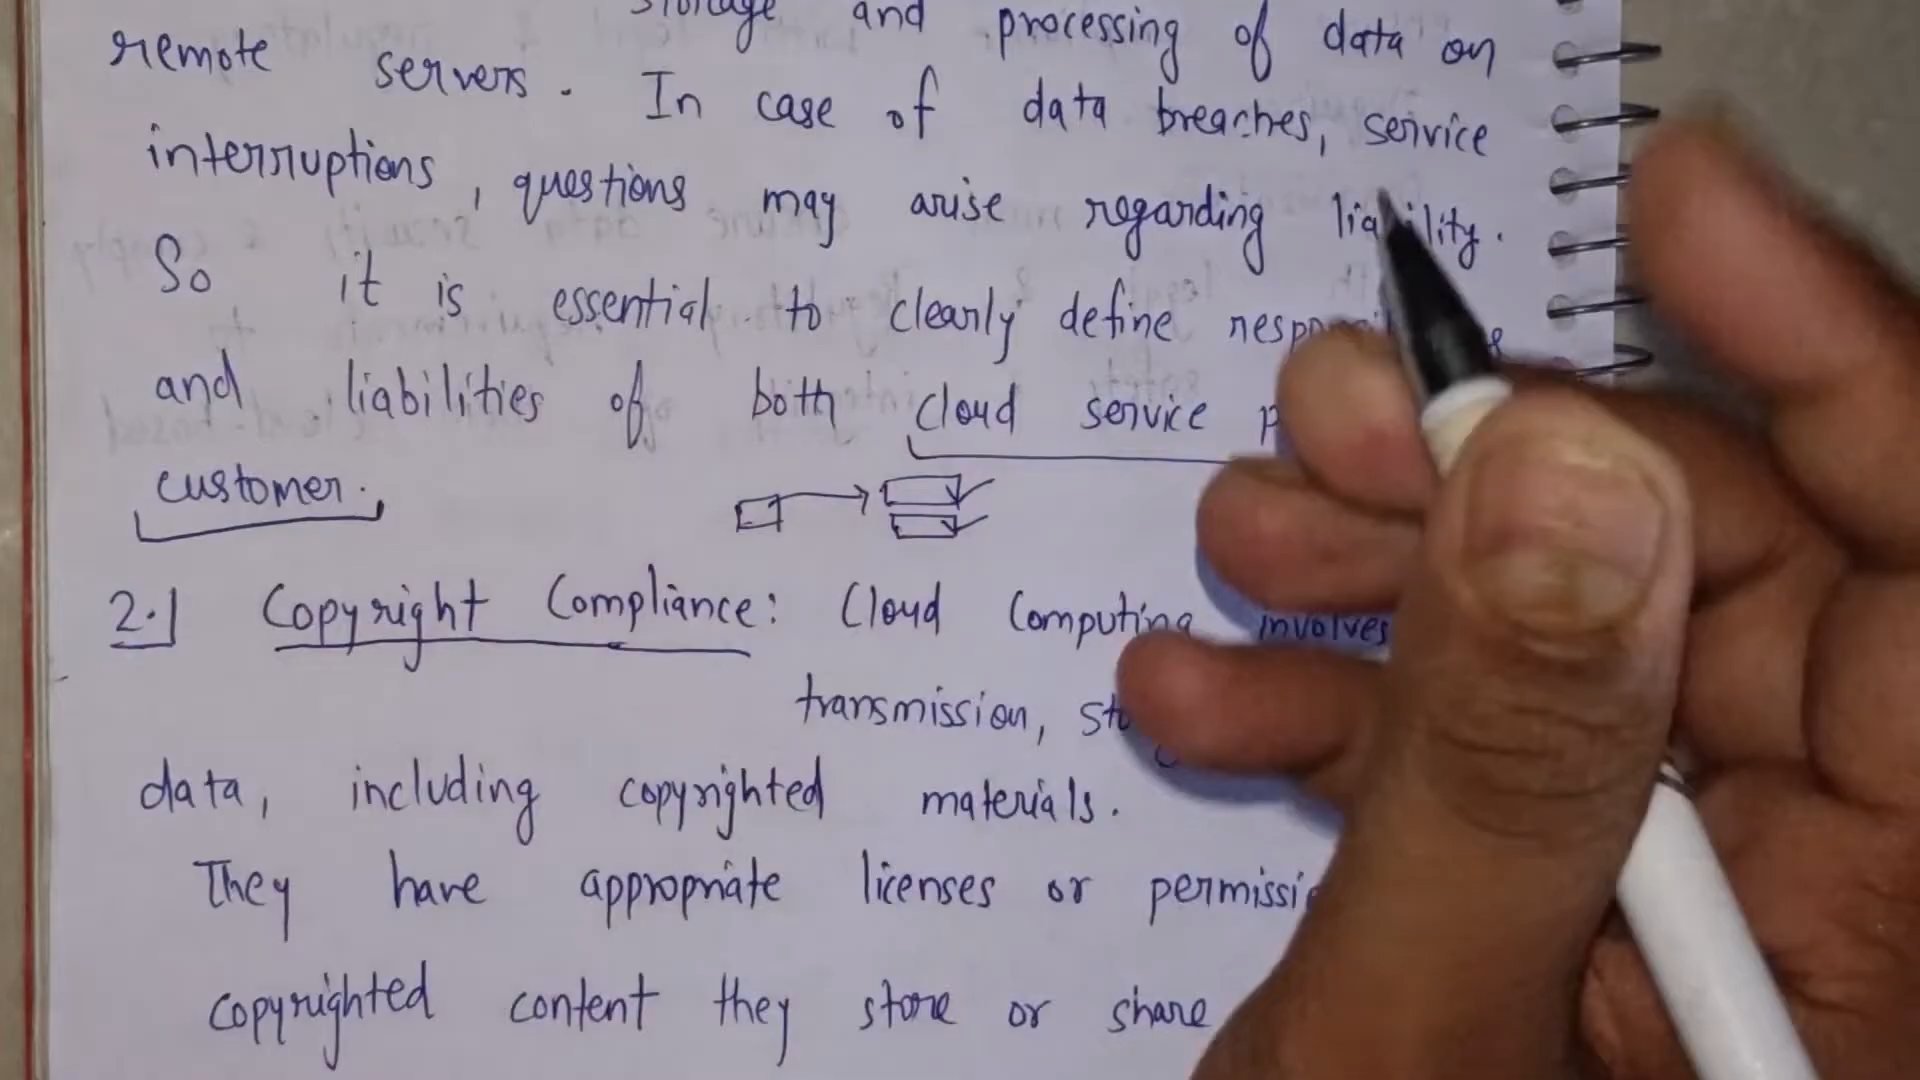 storage and processing of data on
remote servers. In case of data breaches, service
interruptions, questions may arise regarding liability.
So it is essential to clearly define
and liabilities of both cloud service
customer.
2.1 Copyright Compliance: Cloud Computing involves
transmission,
data, including copyrighted materials.
They have appropriate licenses or
copyrighted content they store or share